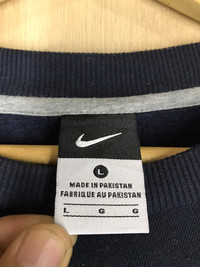 L
MADE IN PAKISTAN
FABRIQUE AU PAKISTAN
L G G